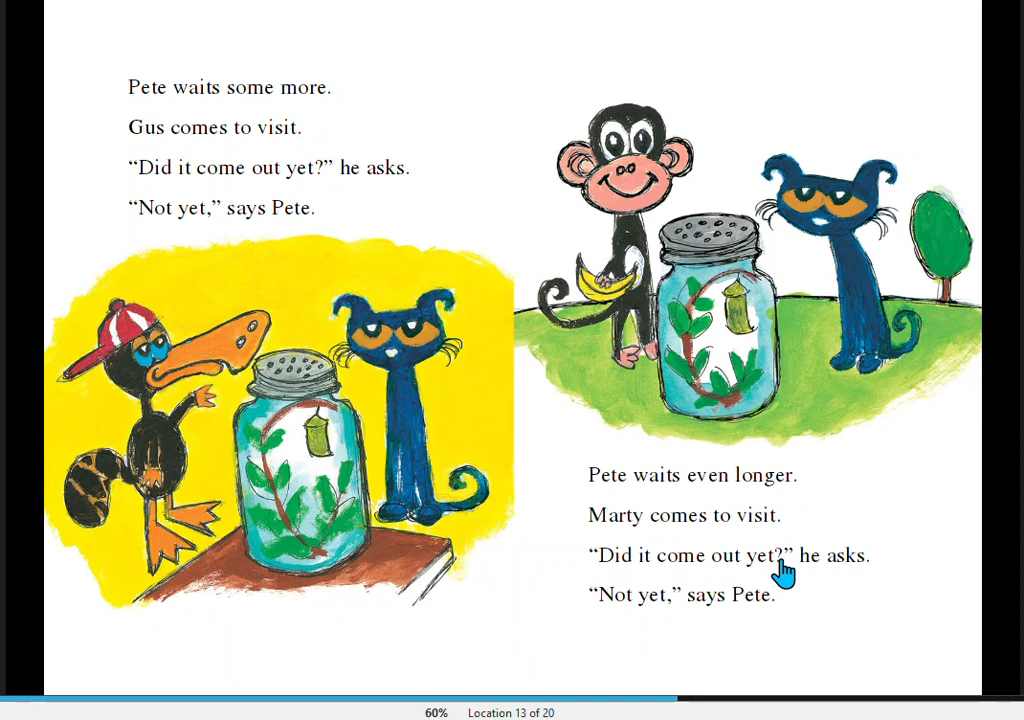 Pete waits some more.
Gus comes to visit.
“Did it come out yet?” he asks.
“Not yet,” says Pete.
Pete waits even longer.
Marty comes to visit.
“Did it come out yet?” he asks.
“Not yet,” says Pete.
60% Location 13 of 20